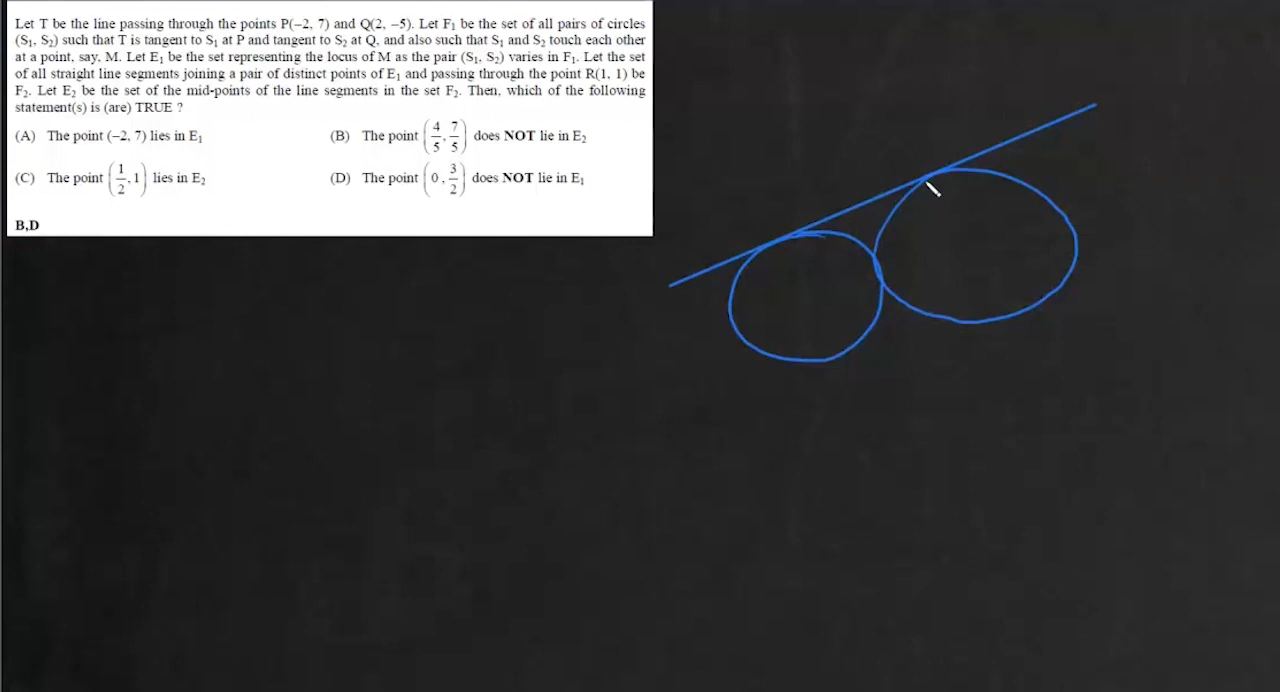 Let T be the line passing through the points P(−2, 7) and Q(2, −5). Let F₁ be the set of all pairs of circles
(S₁, S₂) such that T is tangent to S₁ at P and tangent to S₂ at Q, and also such that S₁ and S₂ touch each other
at a point, say, M. Let E₁ be the set representing the locus of M as the pair (S₁, S₂) varies in F₁. Let the set
of all straight line segments joining a pair of distinct points of E₁ and passing through the point R(1, 1) be
F₂. Let E₂ be the set of the mid-points of the line segments in the set F₂. Then, which of the following
statement(s) is (are) TRUE ?
(A) The point (−2, 7) lies in E₁ (B) The point (4/5, 7/5) does NOT lie in E₂
(C) The point (1/2, 1) lies in E₂ (D) The point (0, 3/2) does NOT lie in E₁
B,D